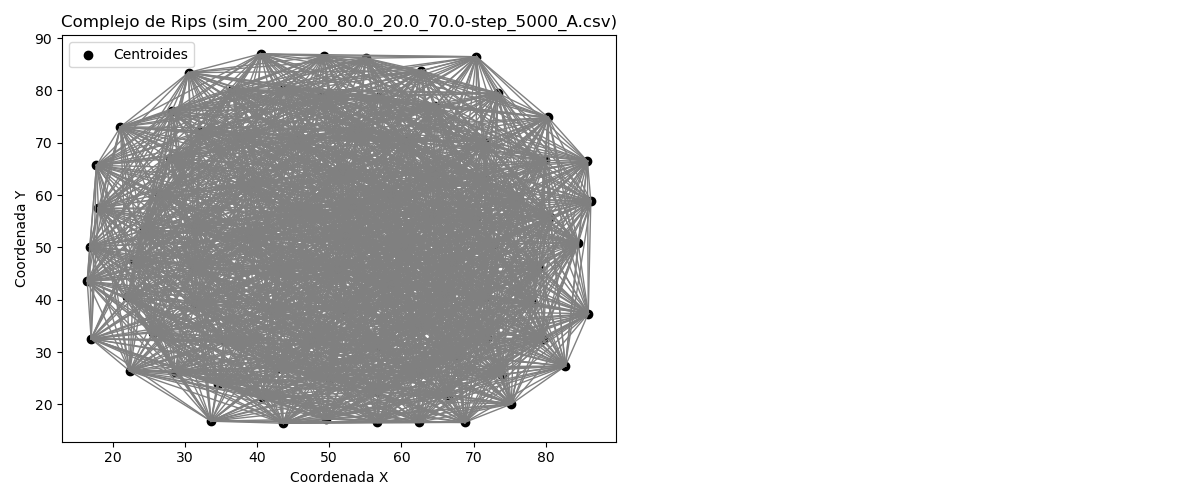 Complejo de Rips (sim_200_200_80.0_20.0_70.0-step_5000_A.csv)
Centroides
90
80
70
60
50
40
30
20
Coordenada Y
20 30 40 50 60 70 80
Coordenada X